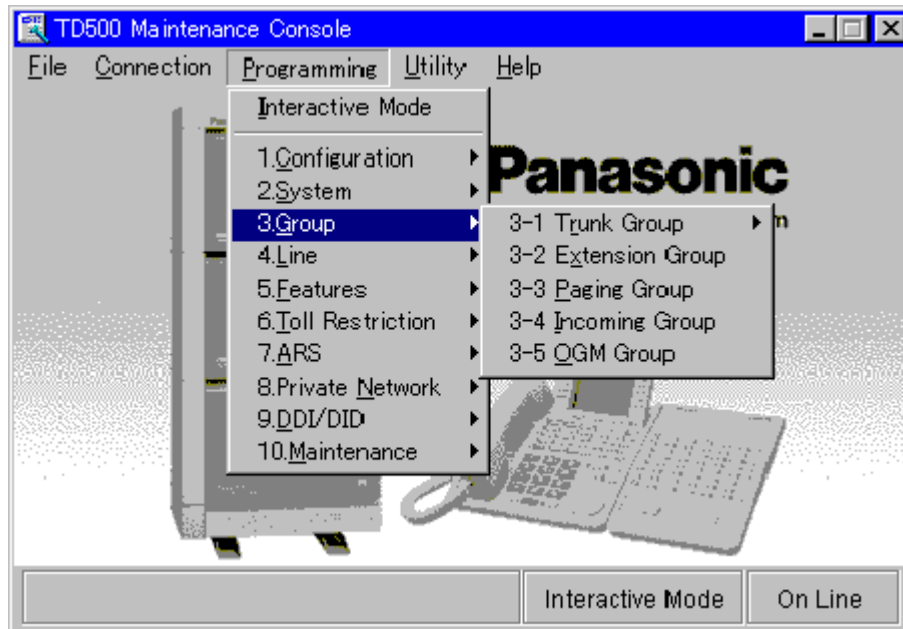 TD500 Maintenance Console
File Connection Programming Utility Help
Interactive Mode
1.Configuration
2.System
3.Group
4.Line
5.Features
6.Toll Restriction
7.ARS
8.Private Network
9.DDI/DID
10.Maintenance
Panasonic
3-1 Trunk Group
3-2 Extension Group
3-3 Paging Group
3-4 Incoming Group
3-5 OGM Group
Interactive Mode
On Line